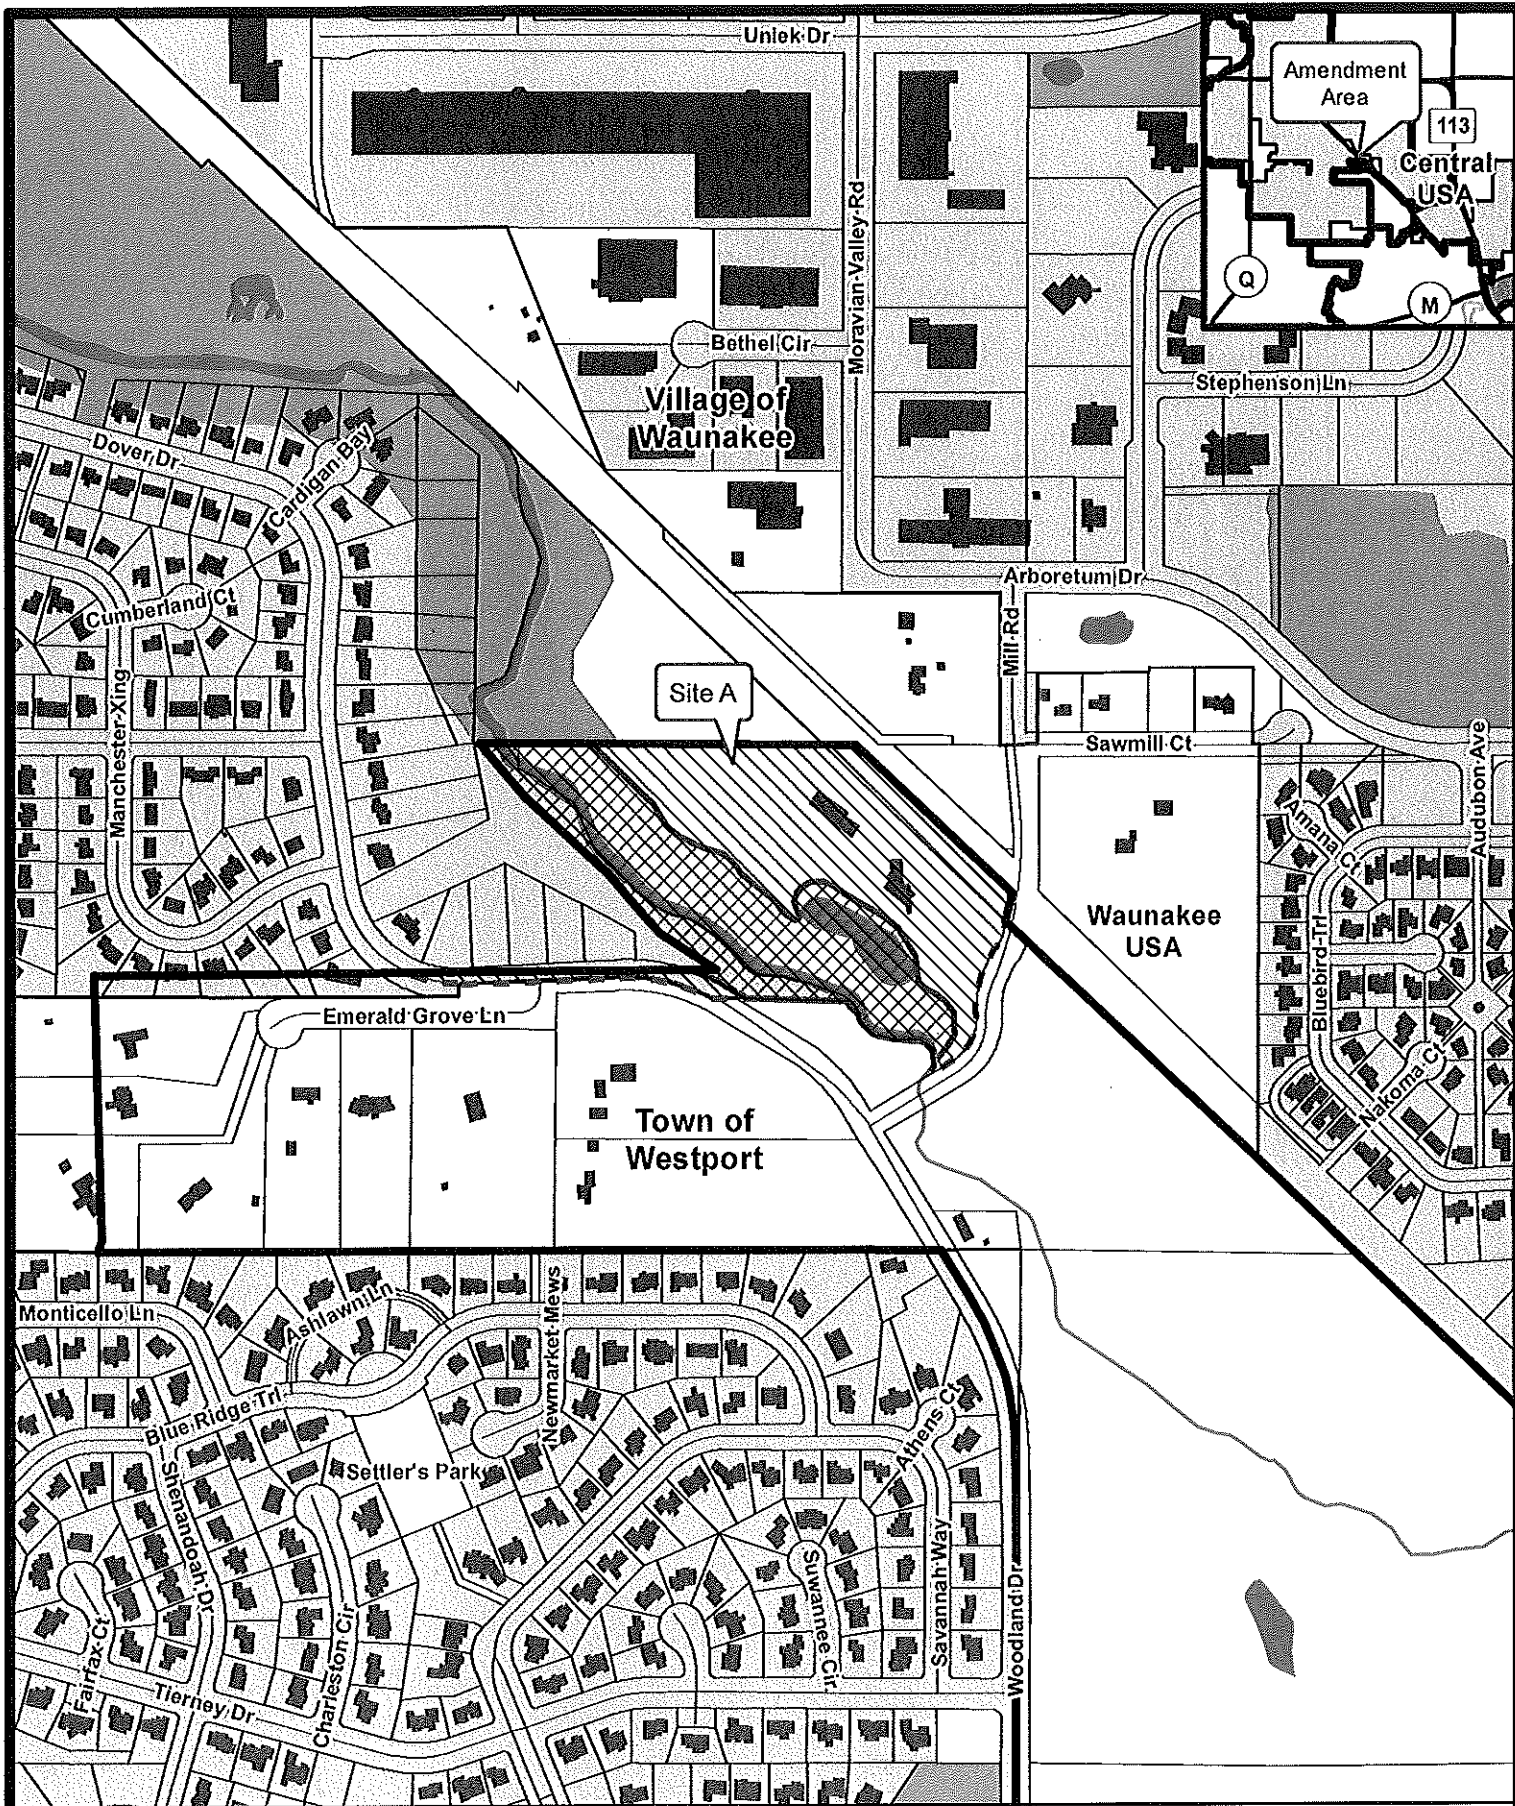 Uniek Dr
Amendment
Area
113
Central
USA
Q
M
Moravian Valley Rd
Bethel Cir
Village of
Waunakee
Stephenson Ln
Dover Dr
Cardigan Bay
Cumberland Ct
Manchester Xing
Arboretum Dr
Mill Rd
Site A
Sawmill Ct
Audubon Ave
Amana Ct
Waunakee
USA
Bluebird Trl
Nakoma Ct
Emerald Grove Ln
Town of
Westport
Monticello Ln
Ashlawn Ln
Newmarket Mews
Blue Ridge Trl
Athens Ct
Settler's Park
Shenandoah Dr
Suwannee Cir
Savannah Way
Woodland Dr
Fairfax Ct
Charleston Cir
Tierney Dr